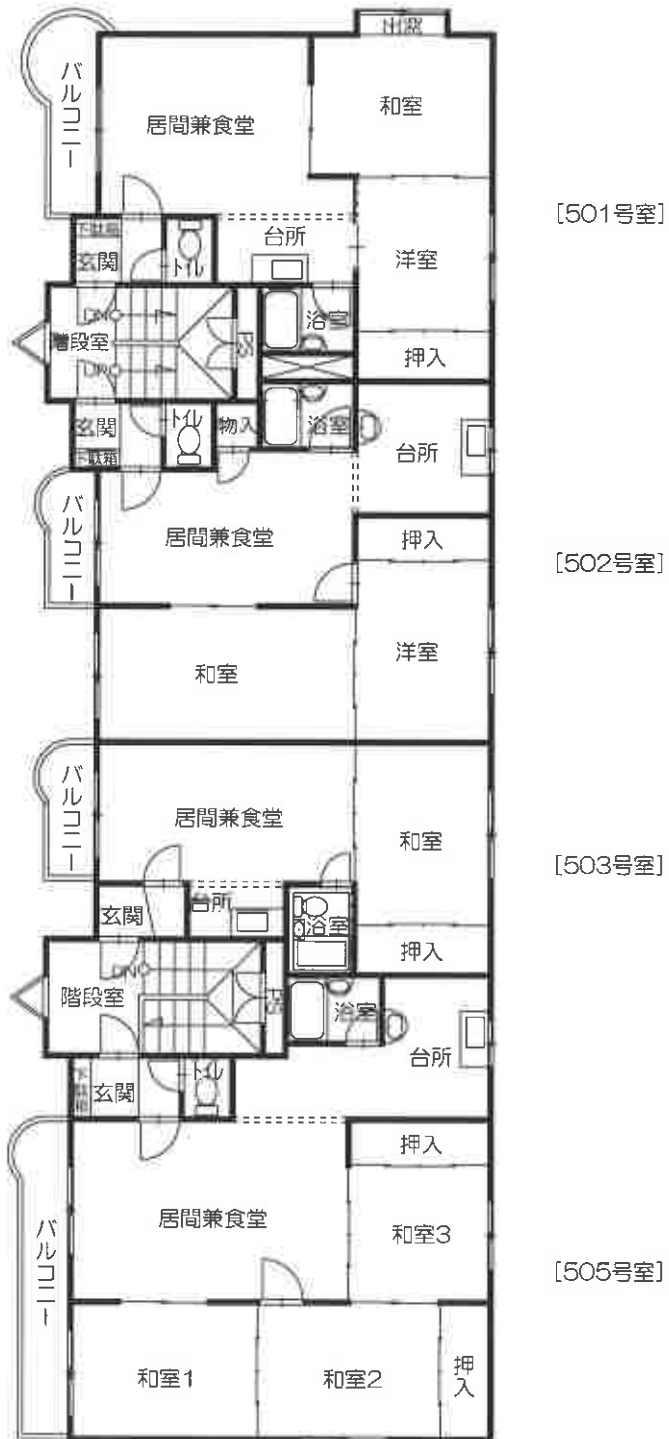 出窓
バルコニー
居間兼食堂
和室
[501号室]
下駄箱
玄関
トイレ
台所
洋室
DN
階段室
PS
浴室
押入
DN
玄関
下駄箱
トイレ
物入
浴室
台所
バルコニー
居間兼食堂
押入
[502号室]
和室
洋室
バルコニー
居間兼食堂
和室
[503号室]
玄関
台所
浴室
押入
階段室
DN
PS
浴室
台所
下駄箱
玄関
トイレ
押入
バルコニー
居間兼食堂
和室3
[505号室]
和室1
和室2
押入